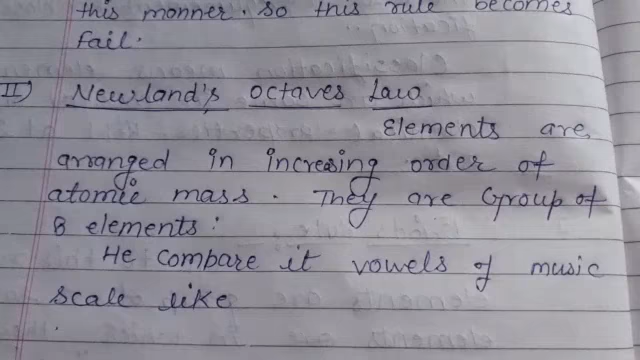 this manner. So this rule becomes
Fail.
II) Newland's octaves Law
Elements are
arranged in increasing order of
atomic mass. They are Group of
8 elements:
He compare it vowels of music
scale like